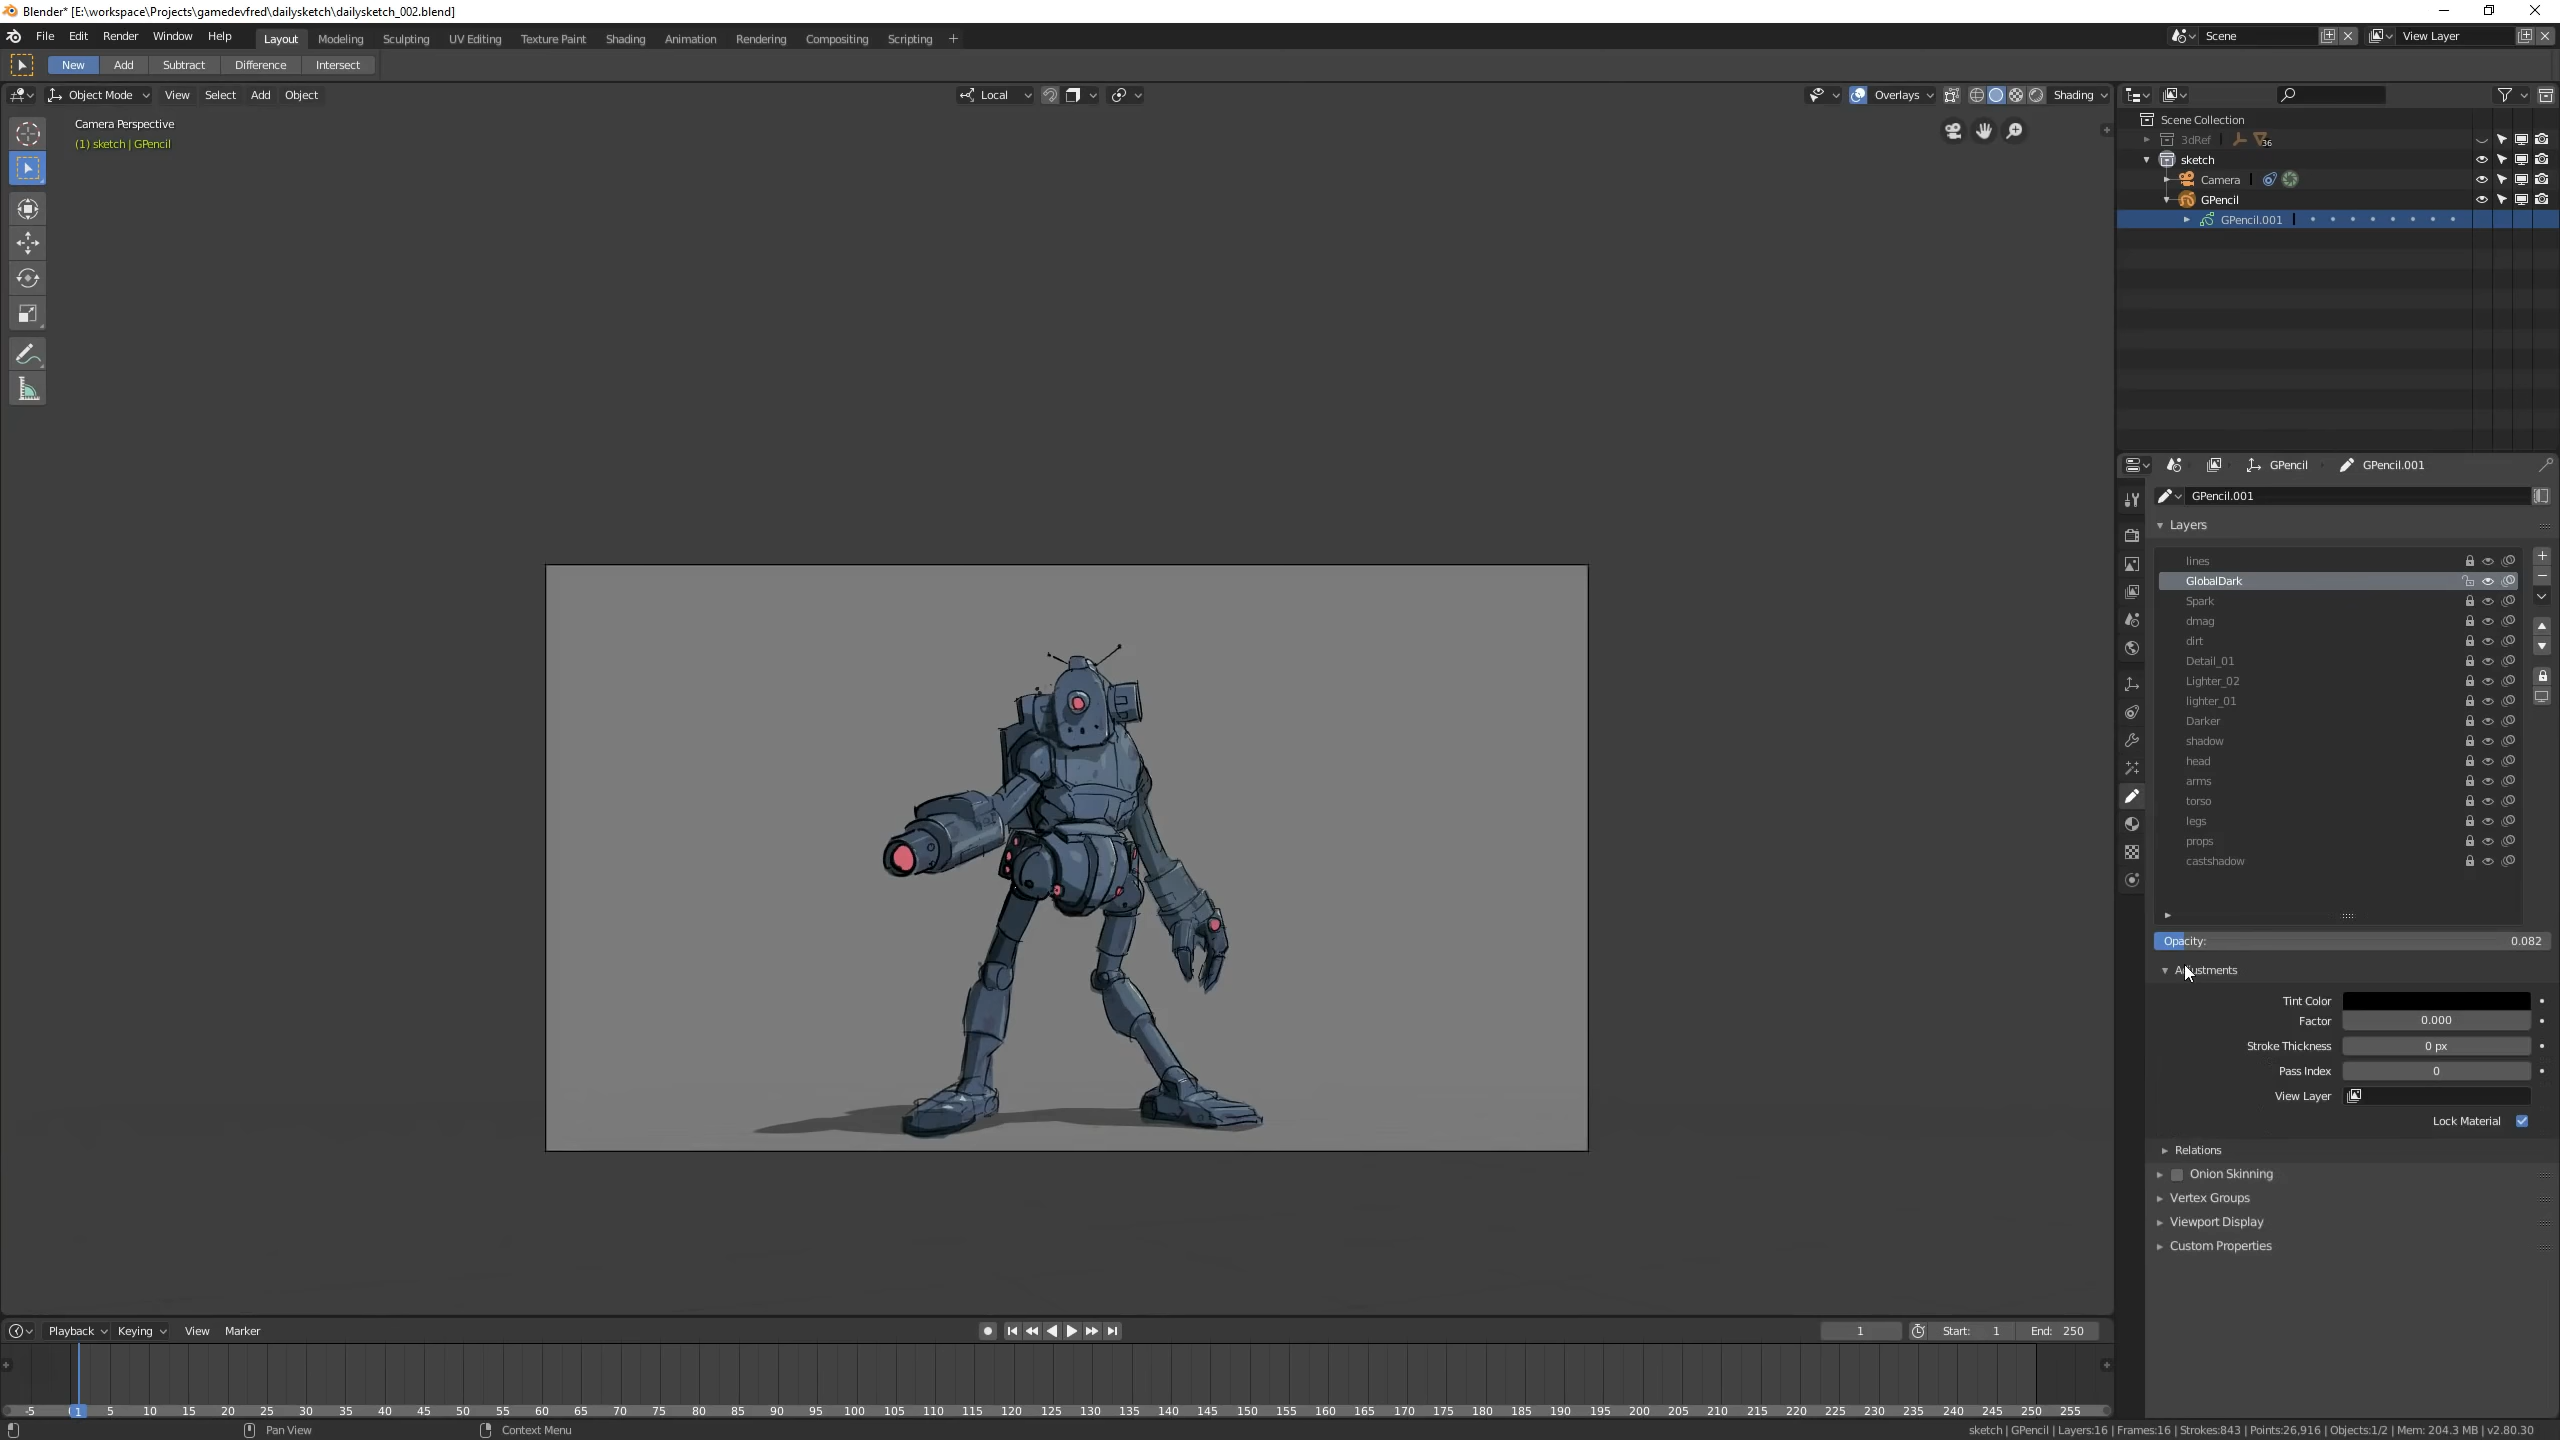 Blender* [E:\workspace\Projects\gamedevfred\dailysketch\dailysketch_002.blend]
File Edit Render Window Help Layout Modeling Sculpting UV Editing Texture Paint Shading Animation Rendering Compositing Scripting + Scene View Layer
New Add Subtract Difference Intersect
Object Mode View Select Add Object Local Overlays Shading
Camera Perspective
(1) sketch | GPencil
Scene Collection
3dRef 36
sketch
Camera
GPencil
GPencil.001
GPencil GPencil.001
GPencil.001
Layers
lines
GlobalDark
Spark
dmag
dirt
Detail_01
Lighter_02
lighter_01
Darker
shadow
head
arms
torso
legs
props
castshadow
Opacity: 0.082
Adjustments
Tint Color
Factor 0.000
Stroke Thickness 0 px
Pass Index 0
View Layer
Lock Material
Relations
Onion Skinning
Vertex Groups
Viewport Display
Custom Properties
Playback Keying View Marker 1 Start: 1 End: 250
-5 1 5 10 15 20 25 30 35 40 45 50 55 60 65 70 75 80 85 90 95 100 105 110 115 120 125 130 135 140 145 150 155 160 165 170 175 180 185 190 195 200 205 210 215 220 225 230 235 240 245 250 255
Pan View Context Menu sketch | GPencil | Layers:16 | Frames:16 | Strokes:843 | Points:26,916 | Objects:1/2 | Mem: 204.3 MB | v2.80.30